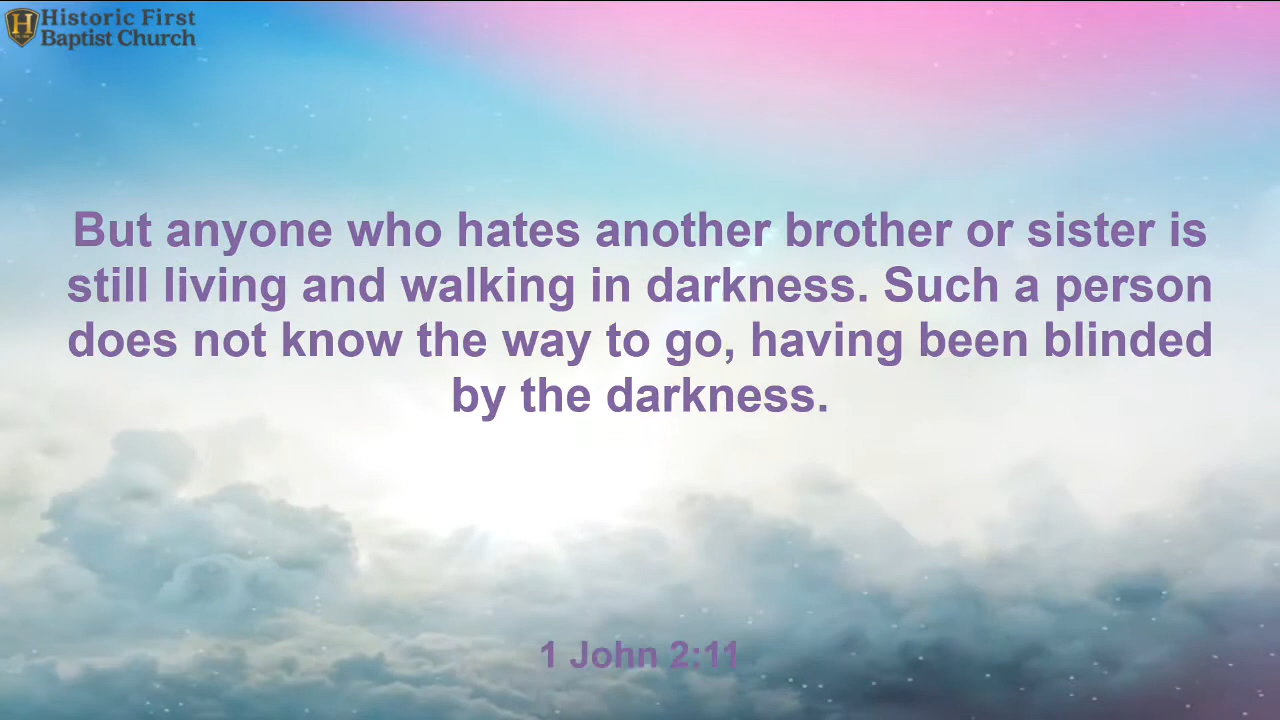 Historic First
Baptist Church
But anyone who hates another brother or sister is
still living and walking in darkness. Such a person
does not know the way to go, having been blinded
by the darkness.
1 John 2:11